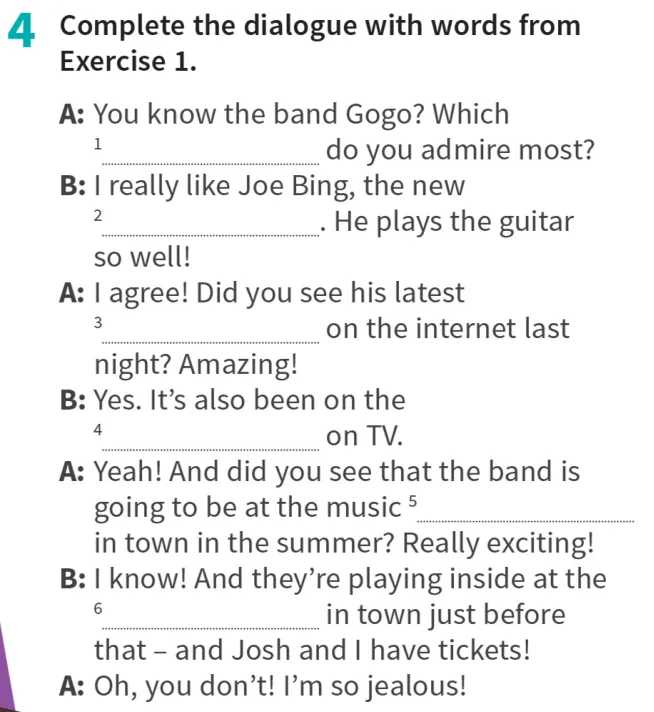 4 Complete the dialogue with words from
Exercise 1.
A: You know the band Gogo? Which
1 do you admire most?
B: I really like Joe Bing, the new
2 . He plays the guitar
so well!
A: I agree! Did you see his latest
3 on the internet last
night? Amazing!
B: Yes. It’s also been on the
4 on TV.
A: Yeah! And did you see that the band is
going to be at the music 5
in town in the summer? Really exciting!
B: I know! And they’re playing inside at the
6 in town just before
that – and Josh and I have tickets!
A: Oh, you don’t! I’m so jealous!